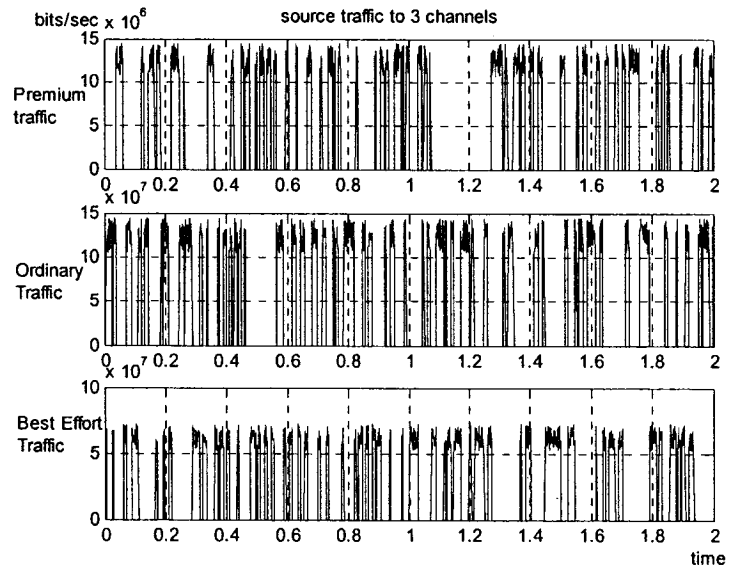 bits/sec x 10^6
source traffic to 3 channels
15
10
5
0
Premium
traffic
0 0.2 0.4 0.6 0.8 1 1.2 1.4 1.6 1.8 2
x 10^7
15
10
5
0
Ordinary
Traffic
0 0.2 0.4 0.6 0.8 1 1.2 1.4 1.6 1.8 2
x 10^7
10
5
0
Best Effort
Traffic
0 0.2 0.4 0.6 0.8 1 1.2 1.4 1.6 1.8 2
time